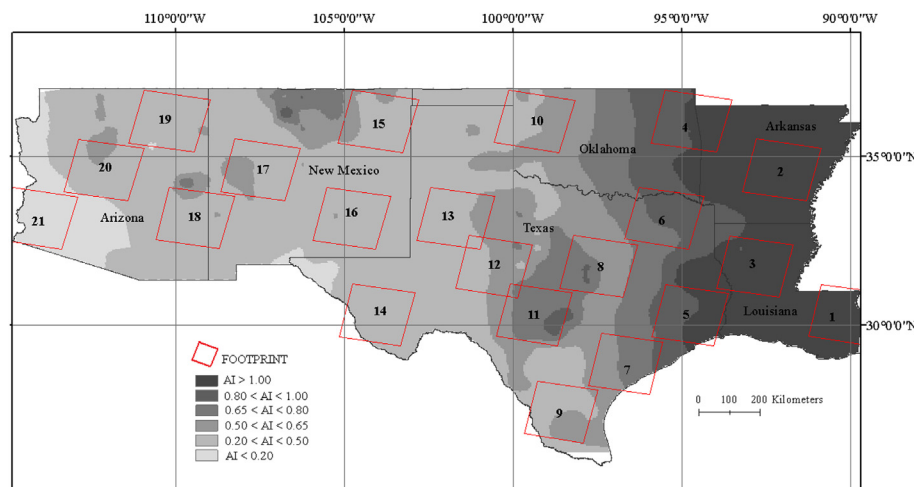 110°0'0"W 105°0'0"W 100°0'0"W 95°0'0"W 90°0'0"W
19 15 10 4 Arkansas
20 17 New Mexico Oklahoma 2 35°0'0"N
21 Arizona 18 16 13 Texas 6
12 8 3
14 11 5 Louisiana 1 30°0'0"N
FOOTPRINT
7
AI > 1.00
0.80 < AI < 1.00
0.65 < AI < 0.80
0.50 < AI < 0.65
0.20 < AI < 0.50
AI < 0.20
9
0 100 200 Kilometers